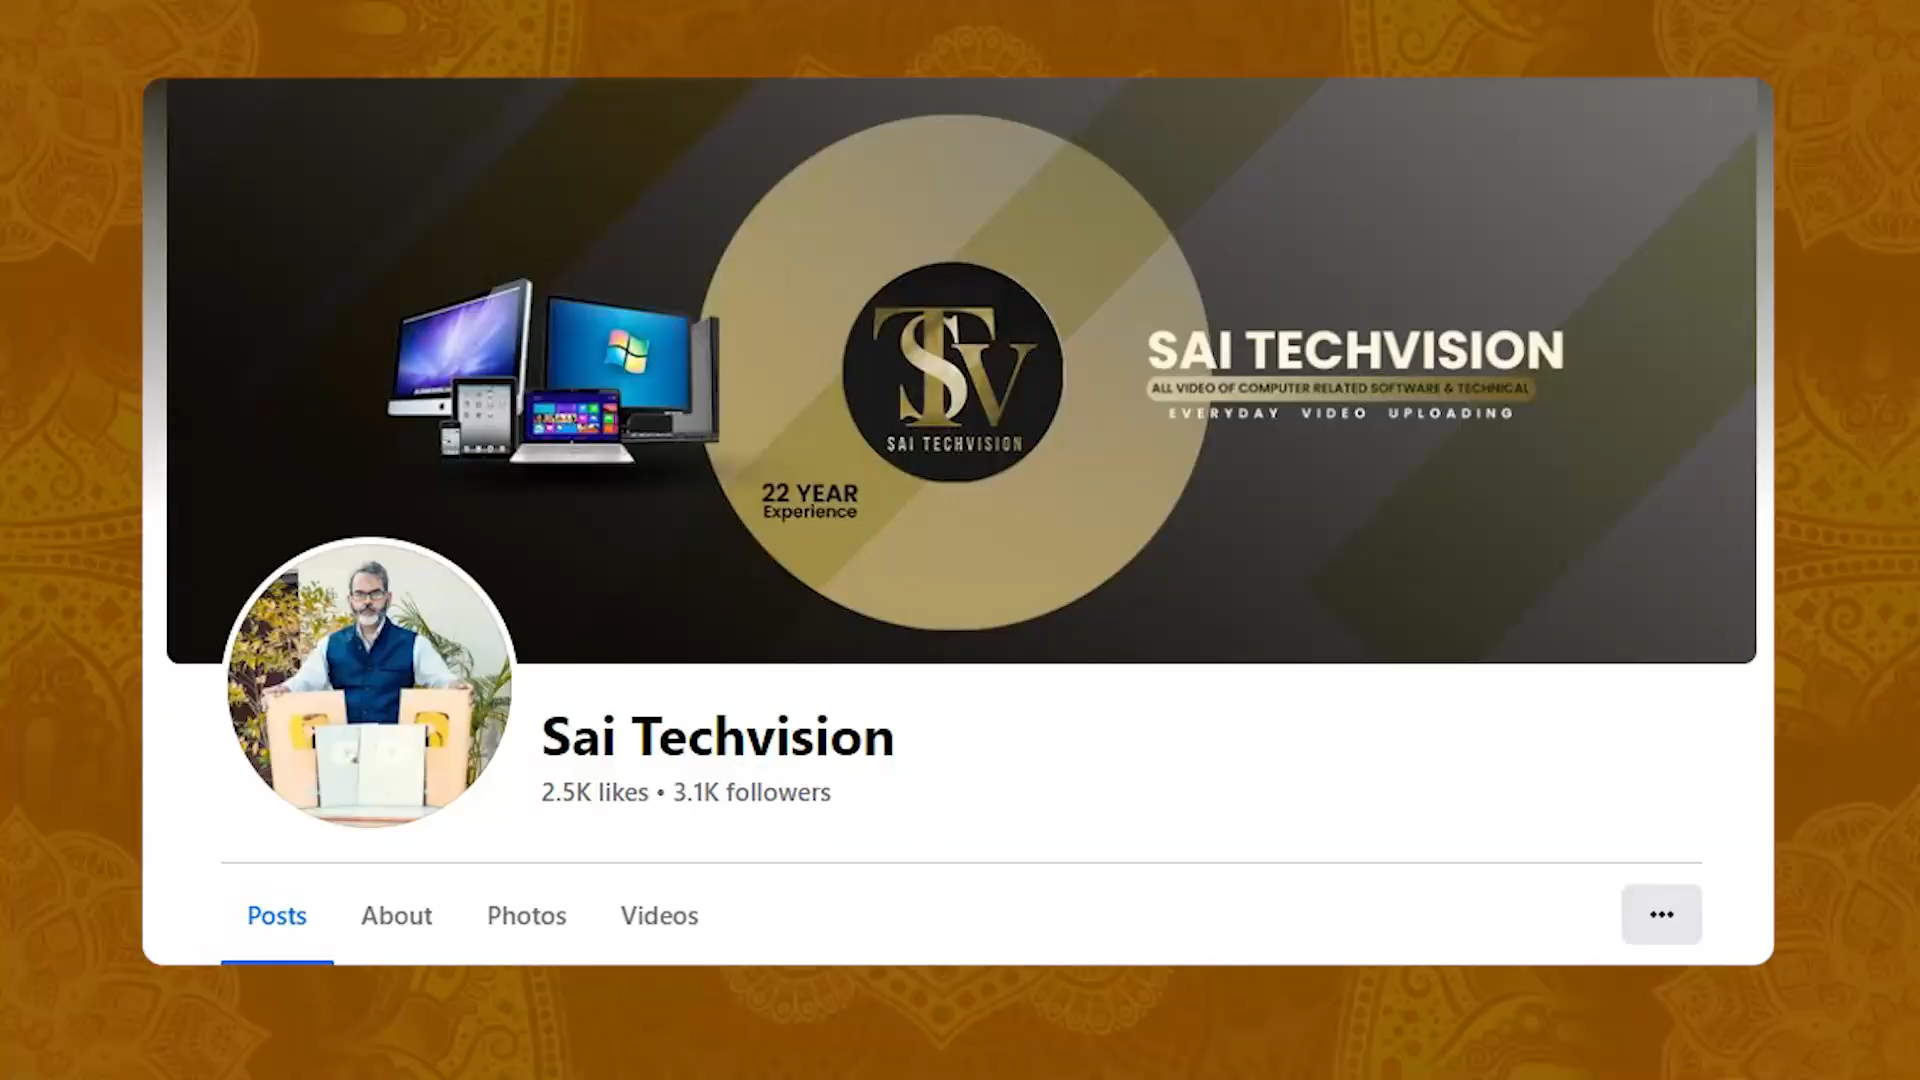 STV
SAI TECHVISION
SAI TECHVISION
ALL VIDEO OF COMPUTER RELATED SOFTWARE & TECHNICAL
EVERYDAY VIDEO UPLOADING
22 YEAR
Experience
Sai Techvision
2.5K likes • 3.1K followers
Posts About Photos Videos